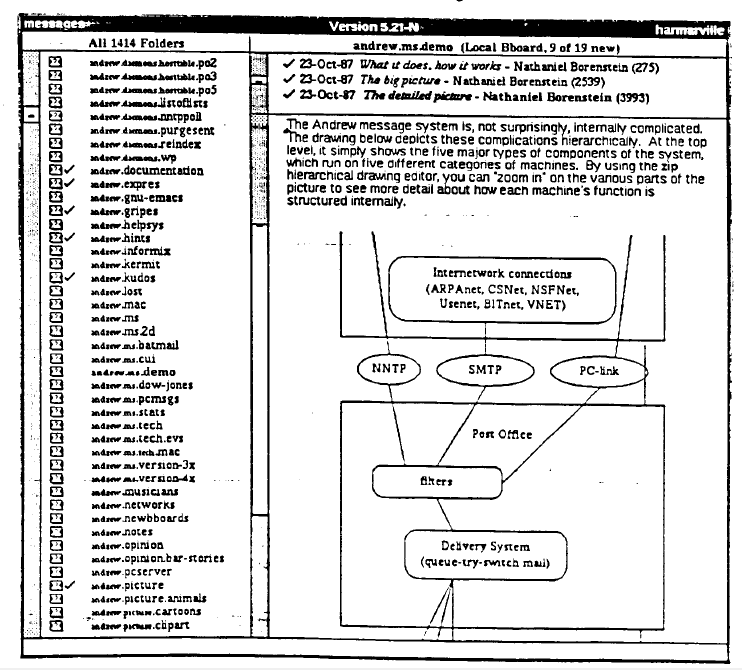 messages
Version 5.21-N
harmarville
All 1414 Folders
andrew.daemons.horrtable.po2
andrew.daemons.horrtable.po3
andrew.daemons.horrtable.po5
andrew.daemons.listoflists
andrew.daemons.nntppoll
andrew.daemons.purgesent
andrew.daemons.reindex
andrew.daemons.wp
andrew.documentation
andrew.expres
andrew.gnu-emacs
andrew.gripes
andrew.helpsys
andrew.hints
andrew.informix
andrew.kermit
andrew.kudos
andrew.lost
andrew.mac
andrew.ms
andrew.ms.2d
andrew.ms.batmail
andrew.ms.cui
andrew.ms.demo
andrew.ms.dow-jones
andrew.ms.pcmsgs
andrew.ms.stats
andrew.ms.tech
andrew.ms.tech.evs
andrew.ms.tech.mac
andrew.ms.version-3x
andrew.ms.version-4x
andrew.musicians
andrew.networks
andrew.newbboards
andrew.notes
andrew.opinion
andrew.opinion.bar-stories
andrew.pcserver
andrew.picture
andrew.picture.animals
andrew.picture.cartoons
andrew.picture.clipart
andrew.ms.demo (Local Bboard, 9 of 19 new)
✓ 23-Oct-87 What it does, how it works - Nathaniel Borenstein (275)
✓ 23-Oct-87 The big picture - Nathaniel Borenstein (2539)
✓ 23-Oct-87 The detailed picture - Nathaniel Borenstein (3993)
The Andrew message system is, not surprisingly, internally complicated.
The drawing below depicts these complications hierarchically. At the top
level, it simply shows the five major types of components of the system,
which run on five different categories of machines. By using the zip
hierarchical drawing editor, you can "zoom in" on the various parts of the
picture to see more detail about how each machine's function is
structured internally.
Internetwork connections
(ARPAnet, CSNet, NSFNet,
Usenet, BITnet, VNET)
NNTP
SMTP
PC-link
Post Office
filters
Delivery System
(queue-try-switch mail)